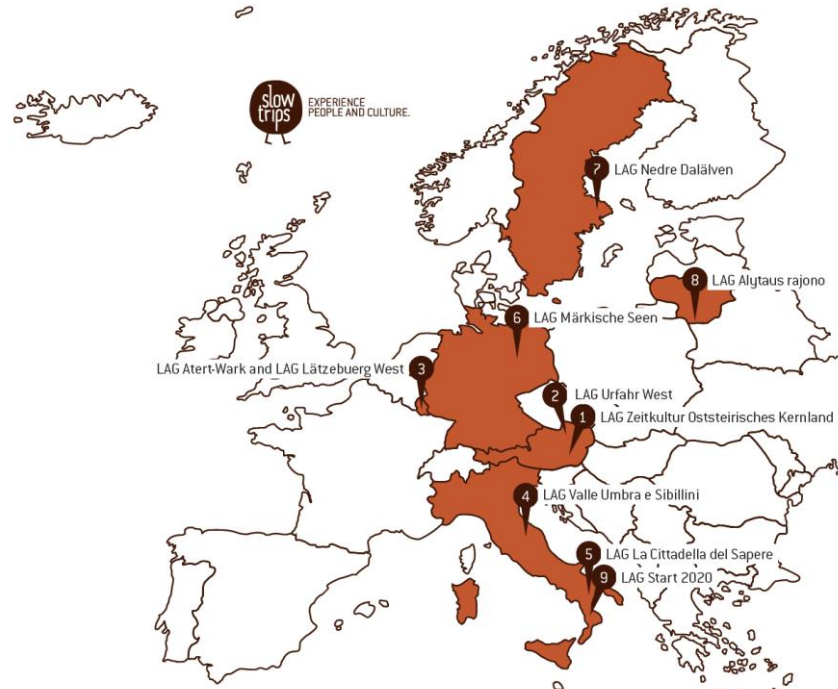 slow
trips
EXPERIENCE
PEOPLE AND CULTURE.
7 LAG Nedre Dalälven
8 LAG Alytaus rajono
6 LAG Märkische Seen
LAG Atert-Wark and LAG Lätzebuerg West 3
2 LAG Urfahr West
1 LAG Zeitkultur Oststeirisches Kernland
4 LAG Valle Umbra e Sibillini
5 LAG La Cittadella del Sapere
9 LAG Start 2020